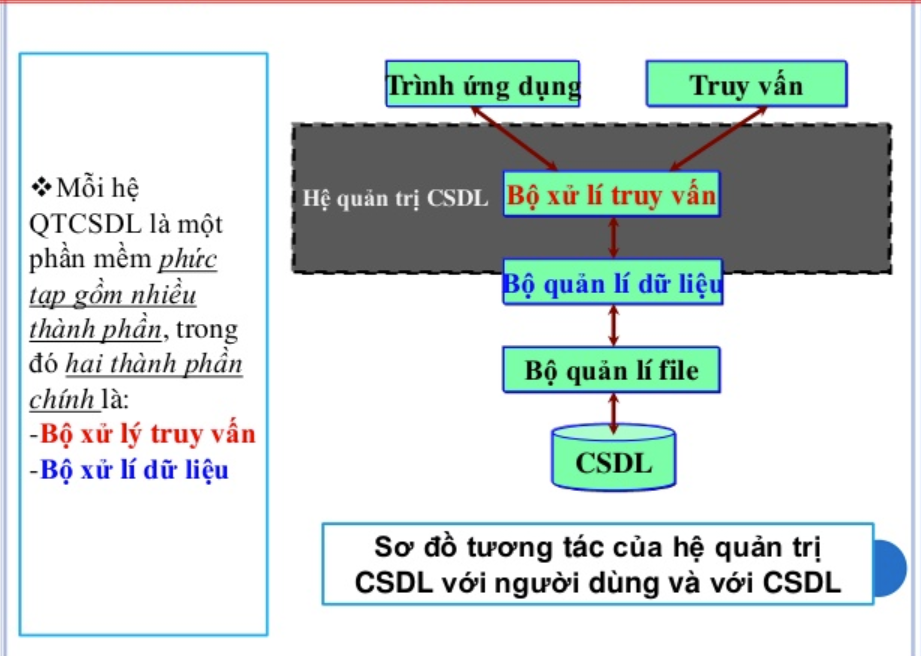 ❖Mỗi hệ
QTCSDL là một
phần mềm phức
tạp gồm nhiều
thành phần, trong
đó hai thành phần
chính là:
-Bộ xử lý truy vấn
-Bộ xử lí dữ liệu
Trình ứng dụng
Truy vấn
Hệ quản trị CSDL
Bộ xử lí truy vấn
Bộ quản lí dữ liệu
Bộ quản lí file
CSDL
Sơ đồ tương tác của hệ quản trị
CSDL với người dùng và với CSDL